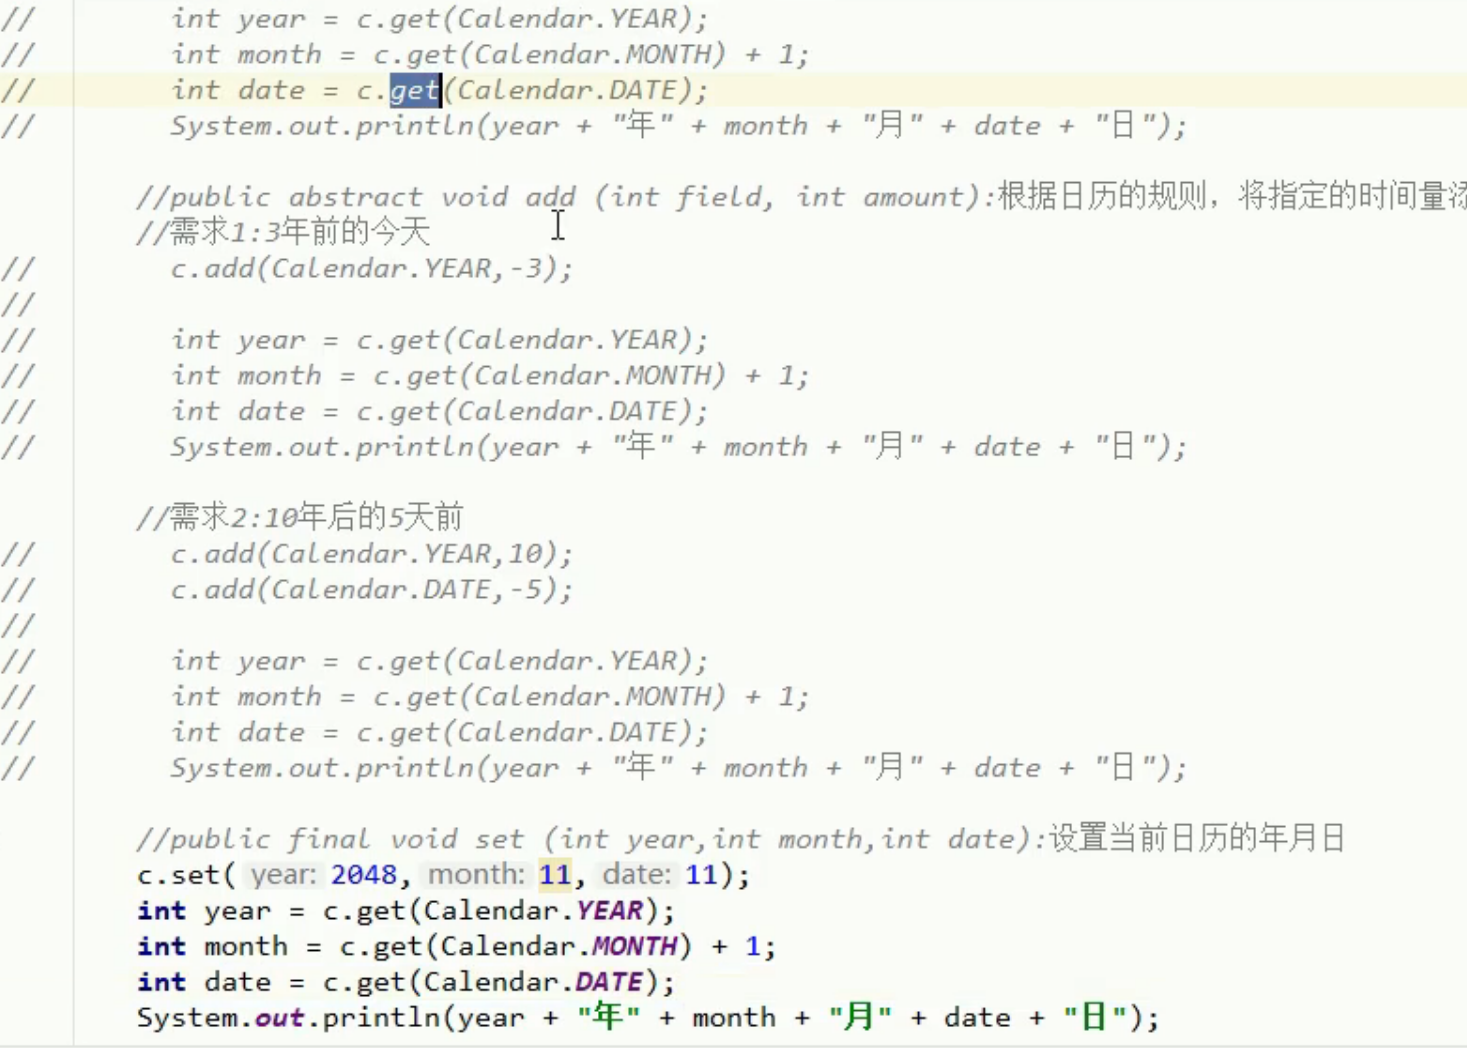 // int year = c.get(Calendar.YEAR);
// int month = c.get(Calendar.MONTH) + 1;
// int date = c.get(Calendar.DATE);
// System.out.println(year + "年" + month + "月" + date + "日");
//public abstract void add (int field, int amount):根据日历的规则，将指定的时间量添
//需求1:3年前的今天
// c.add(Calendar.YEAR,-3);
//
// int year = c.get(Calendar.YEAR);
// int month = c.get(Calendar.MONTH) + 1;
// int date = c.get(Calendar.DATE);
// System.out.println(year + "年" + month + "月" + date + "日");
//需求2:10年后的5天前
// c.add(Calendar.YEAR,10);
// c.add(Calendar.DATE,-5);
//
// int year = c.get(Calendar.YEAR);
// int month = c.get(Calendar.MONTH) + 1;
// int date = c.get(Calendar.DATE);
// System.out.println(year + "年" + month + "月" + date + "日");
//public final void set (int year,int month,int date):设置当前日历的年月日
c.set( year: 2048, month: 11, date: 11);
int year = c.get(Calendar.YEAR);
int month = c.get(Calendar.MONTH) + 1;
int date = c.get(Calendar.DATE);
System.out.println(year + "年" + month + "月" + date + "日");